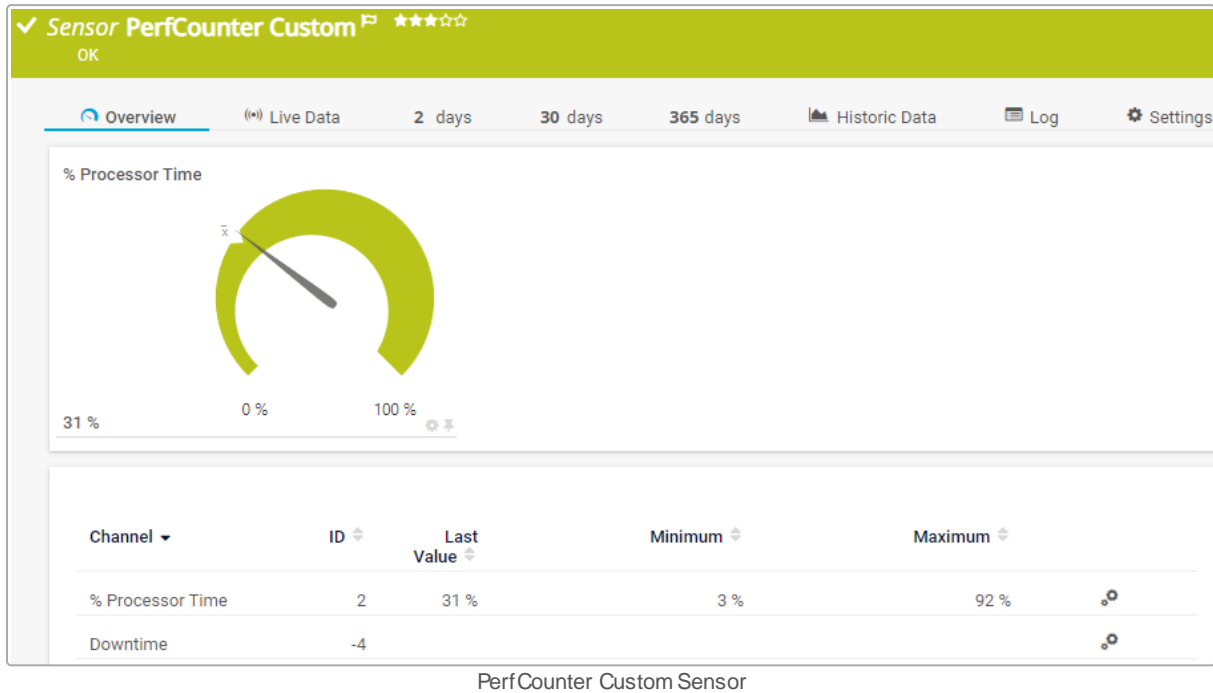 Sensor PerfCounter Custom
OK
Overview Live Data 2 days 30 days 365 days Historic Data Log Settings
% Processor Time
x̄
0 % 100 %
31 %
Channel ID Last Value Minimum Maximum
% Processor Time 2 31 % 3 % 92 %
Downtime -4
PerfCounter Custom Sensor